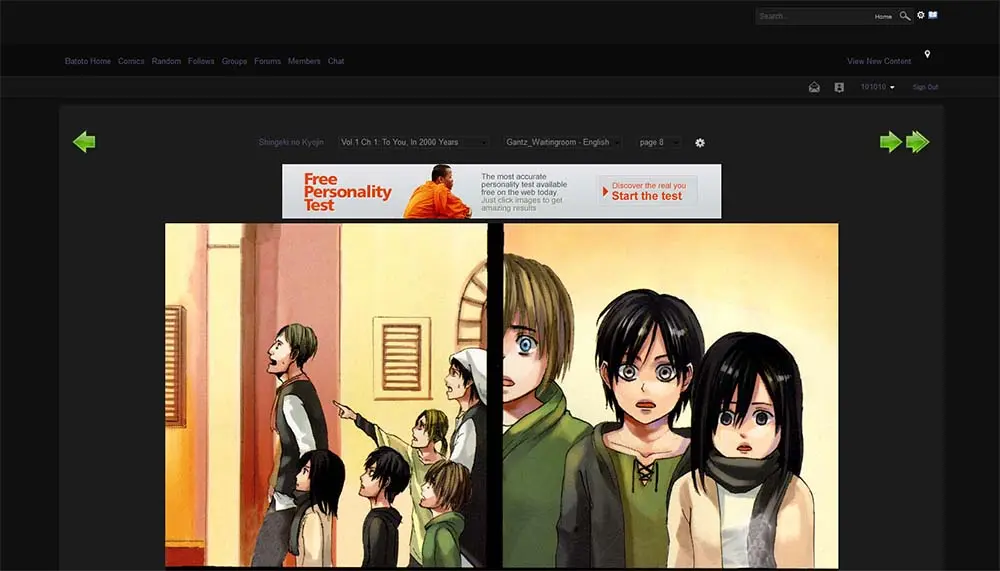 Search...
Home
Batoto Home Comics Random Follows Groups Forums Members Chat
View New Content
101010
Sign Out
Shingeki no Kyojin
Vol.1 Ch.1: To You, In 2000 Years
Gantz_Waitingroom - English
page 8
Free
Personality
Test
The most accurate
personality test available
free on the web today.
Just click images to get
amazing results
Discover the real you
Start the test